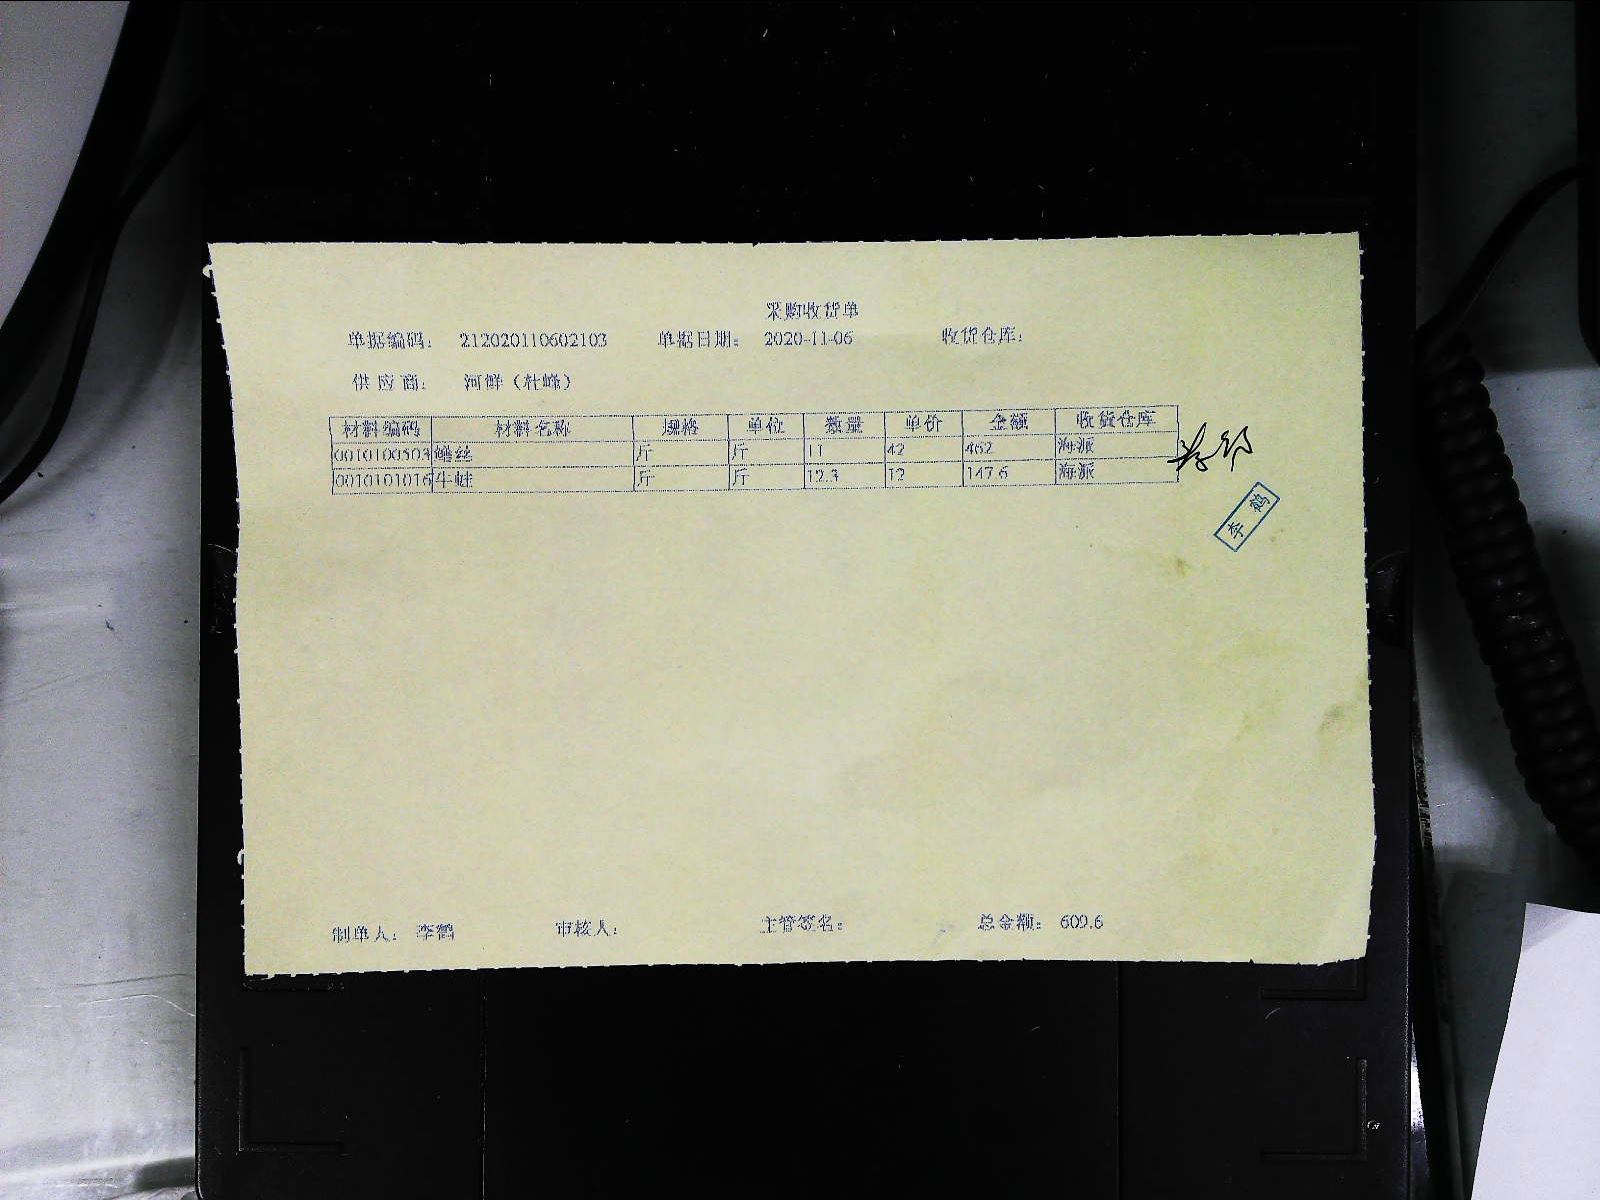 采购收货单
单据编码： 212020110602103 单据日期： 2020-11-06 收货仓库：
供 应 商： 河鲜（杜峰）
材料编码 材料名称 规格 单位 数量 单价 金额 收货仓库
0010100503 鳝丝 斤 斤 11 42 462 海派
0010101016 牛蛙 斤 斤 12.3 12 147.6 海派
李鹤
制单人： 李鹤 审核人： 主管签名： 总金额： 609.6